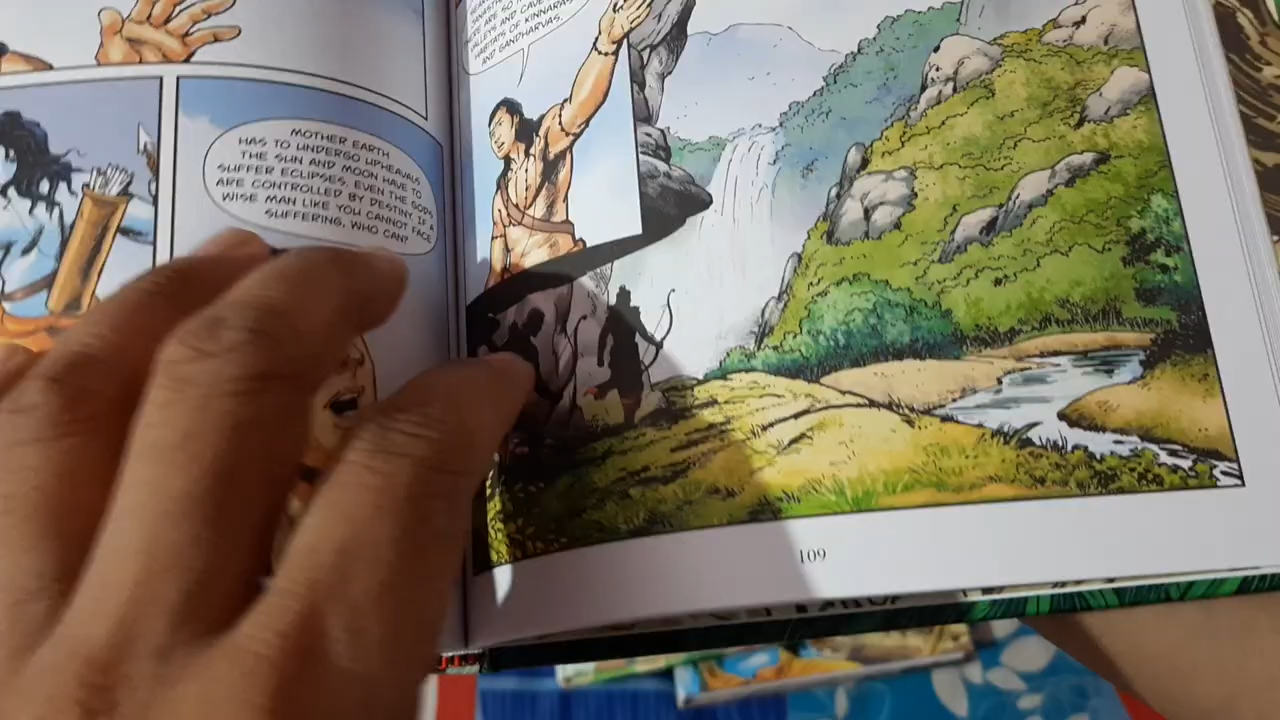 MOTHER EARTH
HAS TO UNDERGO UPHEAVALS
THE SUN AND MOON HAVE TO
SUFFER ECLIPSES. EVEN THE GODS
ARE CONTROLLED BY DESTINY. IF A
WISE MAN LIKE YOU CANNOT FACE
SUFFERING, WHO CAN?
ARE SO
AND CAVE
HABITATS OF KINNARAS
AND GANDHARVAS.
109